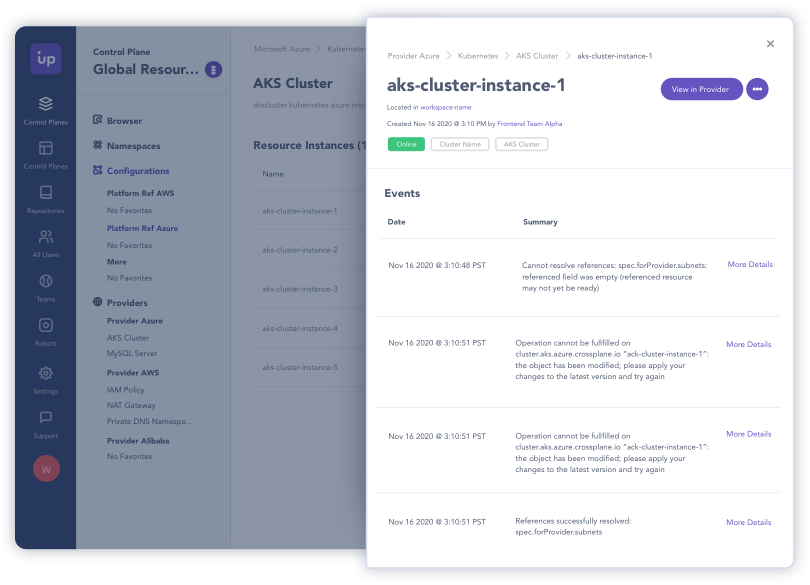 up
Control Planes
Control Planes
Repositories
All Users
Teams
Robots
Settings
Support
W
Control Plane
Global Resour...
Browser
Namespaces
Configurations
Platform Ref AWS
No Favorites
Platform Ref Azure
No Favorites
More
No Favorites
Providers
Provider Azure
AKS Cluster
MySQL Server
Provider AWS
IAM Policy
NAT Gateway
Private DNS Namespa...
Provider Alibaba
No Favorites
Microsoft Azure
AKS Cluster
Resource Instances (1
Name
aks-cluster-instance-1
aks-cluster-instance-2
aks-cluster-instance-3
aks-cluster-instance-4
aks-cluster-instance-5
Provider Azure Kubernetes AKS Cluster aks-cluster-instance-1
aks-cluster-instance-1
View in Provider
Located in workspace-name
Created Nov 16 2020 @ 3:10 PM by Frontend Team Alpha
Online Cluster Name AKS Cluster
Events
Date Summary
Nov 16 2020 @ 3:10:48 PST
Cannot resolve references: spec.forProvider.subnets:
referenced field was empty (referenced resource
may not yet be ready)
More Details
Nov 16 2020 @ 3:10:51 PST
Operation cannot be fullfilled on
cluster.aks.azure.crossplane.io “ack-cluster-instance-1”:
the object has been modified; please apply your
changes to the latest version and try again
More Details
Nov 16 2020 @ 3:10:51 PST
Operation cannot be fullfilled on
cluster.aks.azure.crossplane.io “ack-cluster-instance-1”:
the object has been modified; please apply your
changes to the latest version and try again
More Details
Nov 16 2020 @ 3:10:51 PST
References successfully resolved:
spec.forProvider.subnets
More Details